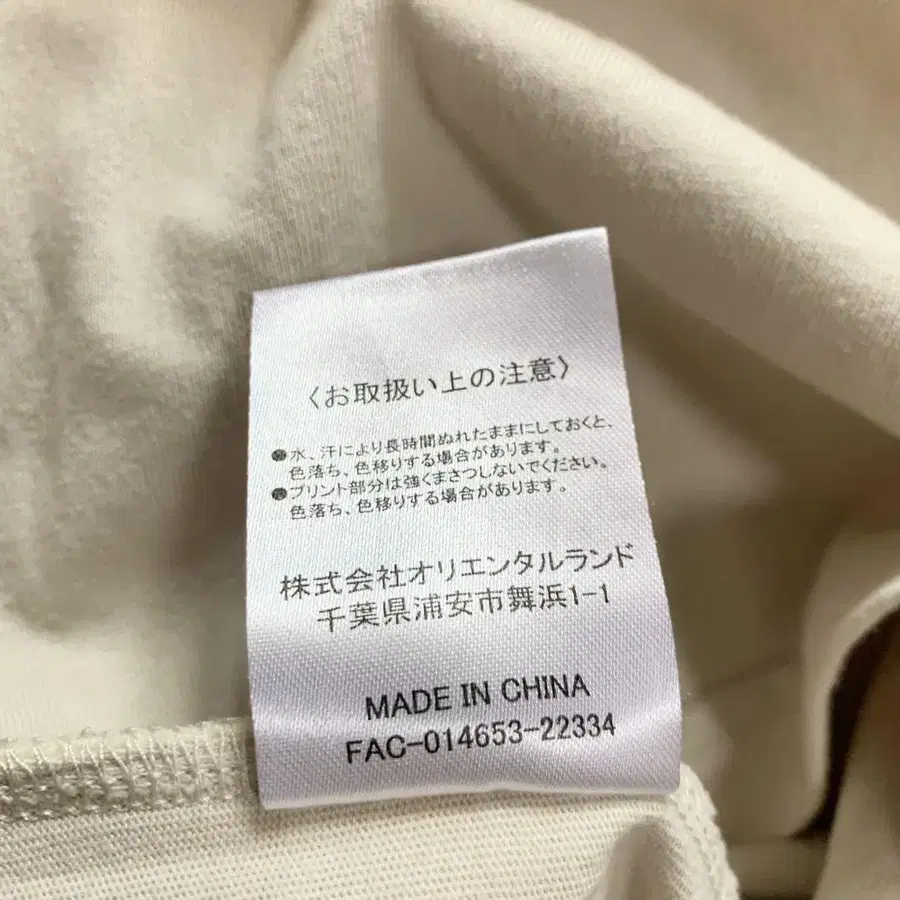 〈お取扱い上の注意〉
●水、汗により長時間ぬれたままにしておくと、
色落ち、色移りする場合があります。
●プリント部分は強くまさつしないでください。
色落ち、色移りする場合があります。
株式会社オリエンタルランド
千葉県浦安市舞浜1-1
MADE IN CHINA
FAC-014653-22334